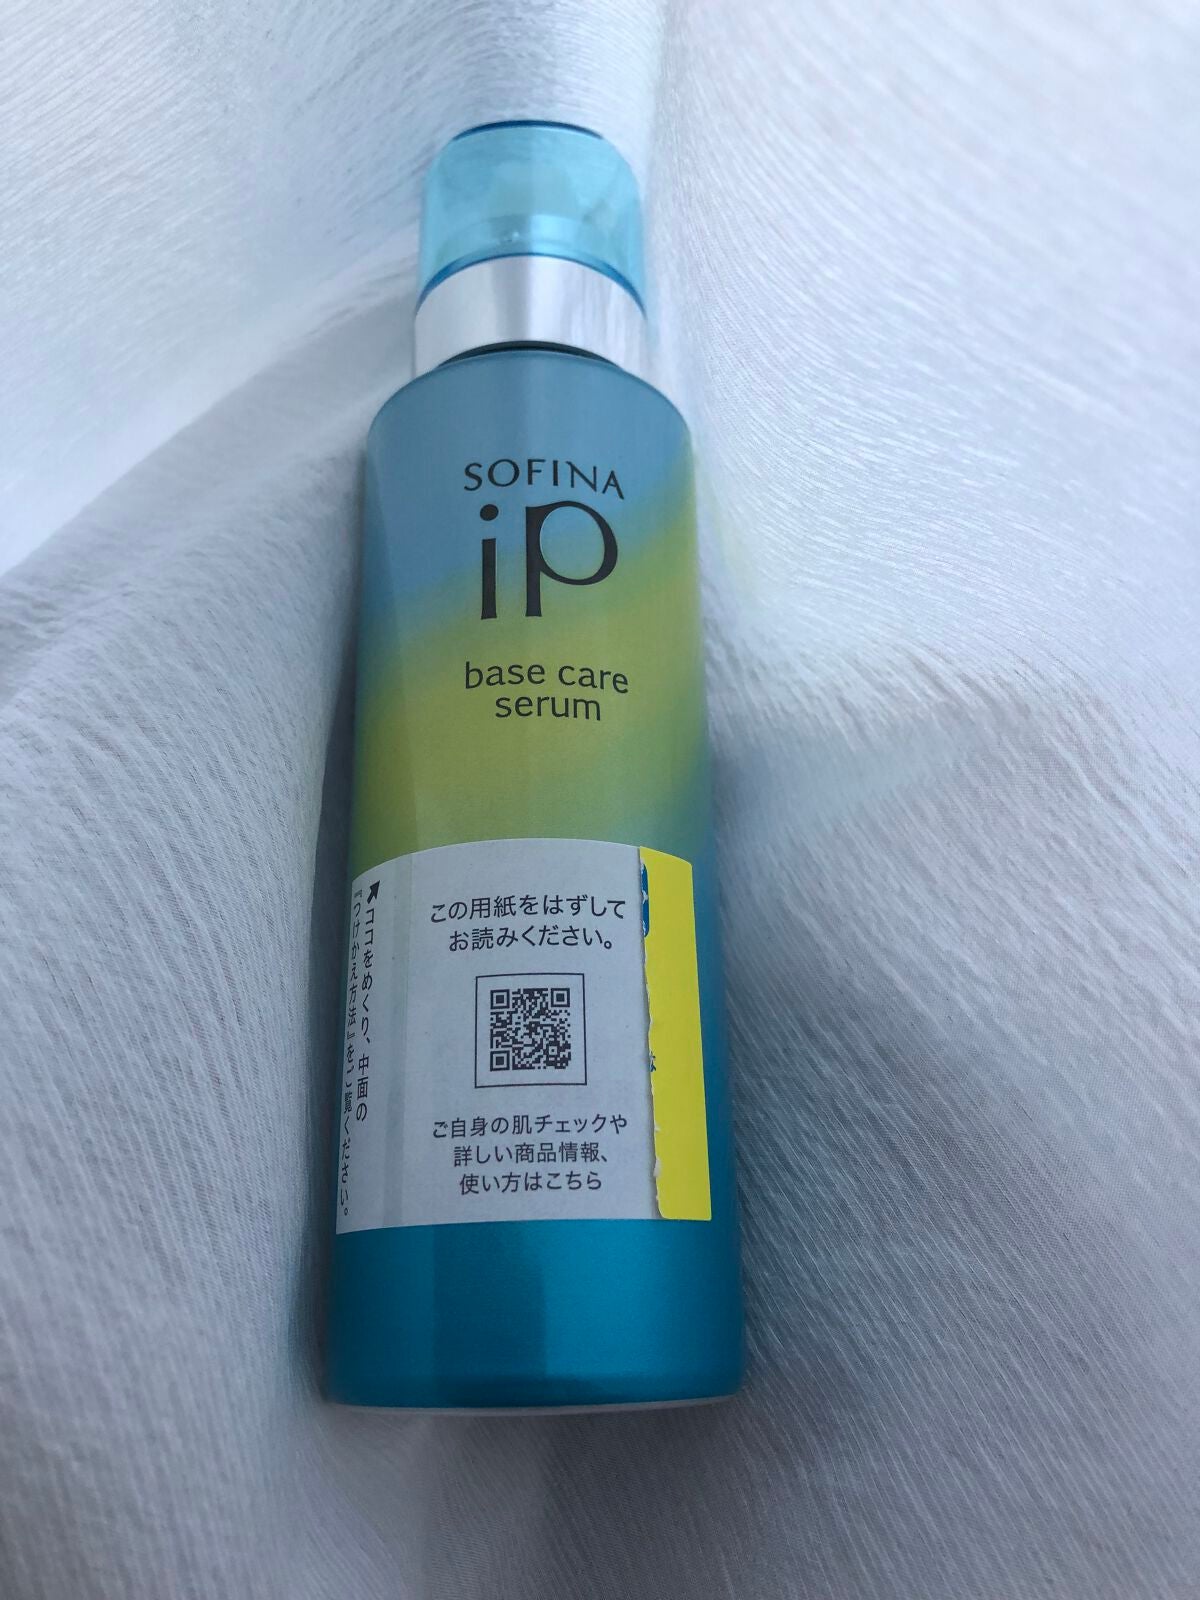 SOFINA
iP
base care
serum
この用紙をはずして
お読みください。
ココをめくり、中面の
『つけかえ方法』をご覧ください。
ご自身の肌チェックや
詳しい商品情報、
使い方はこちら